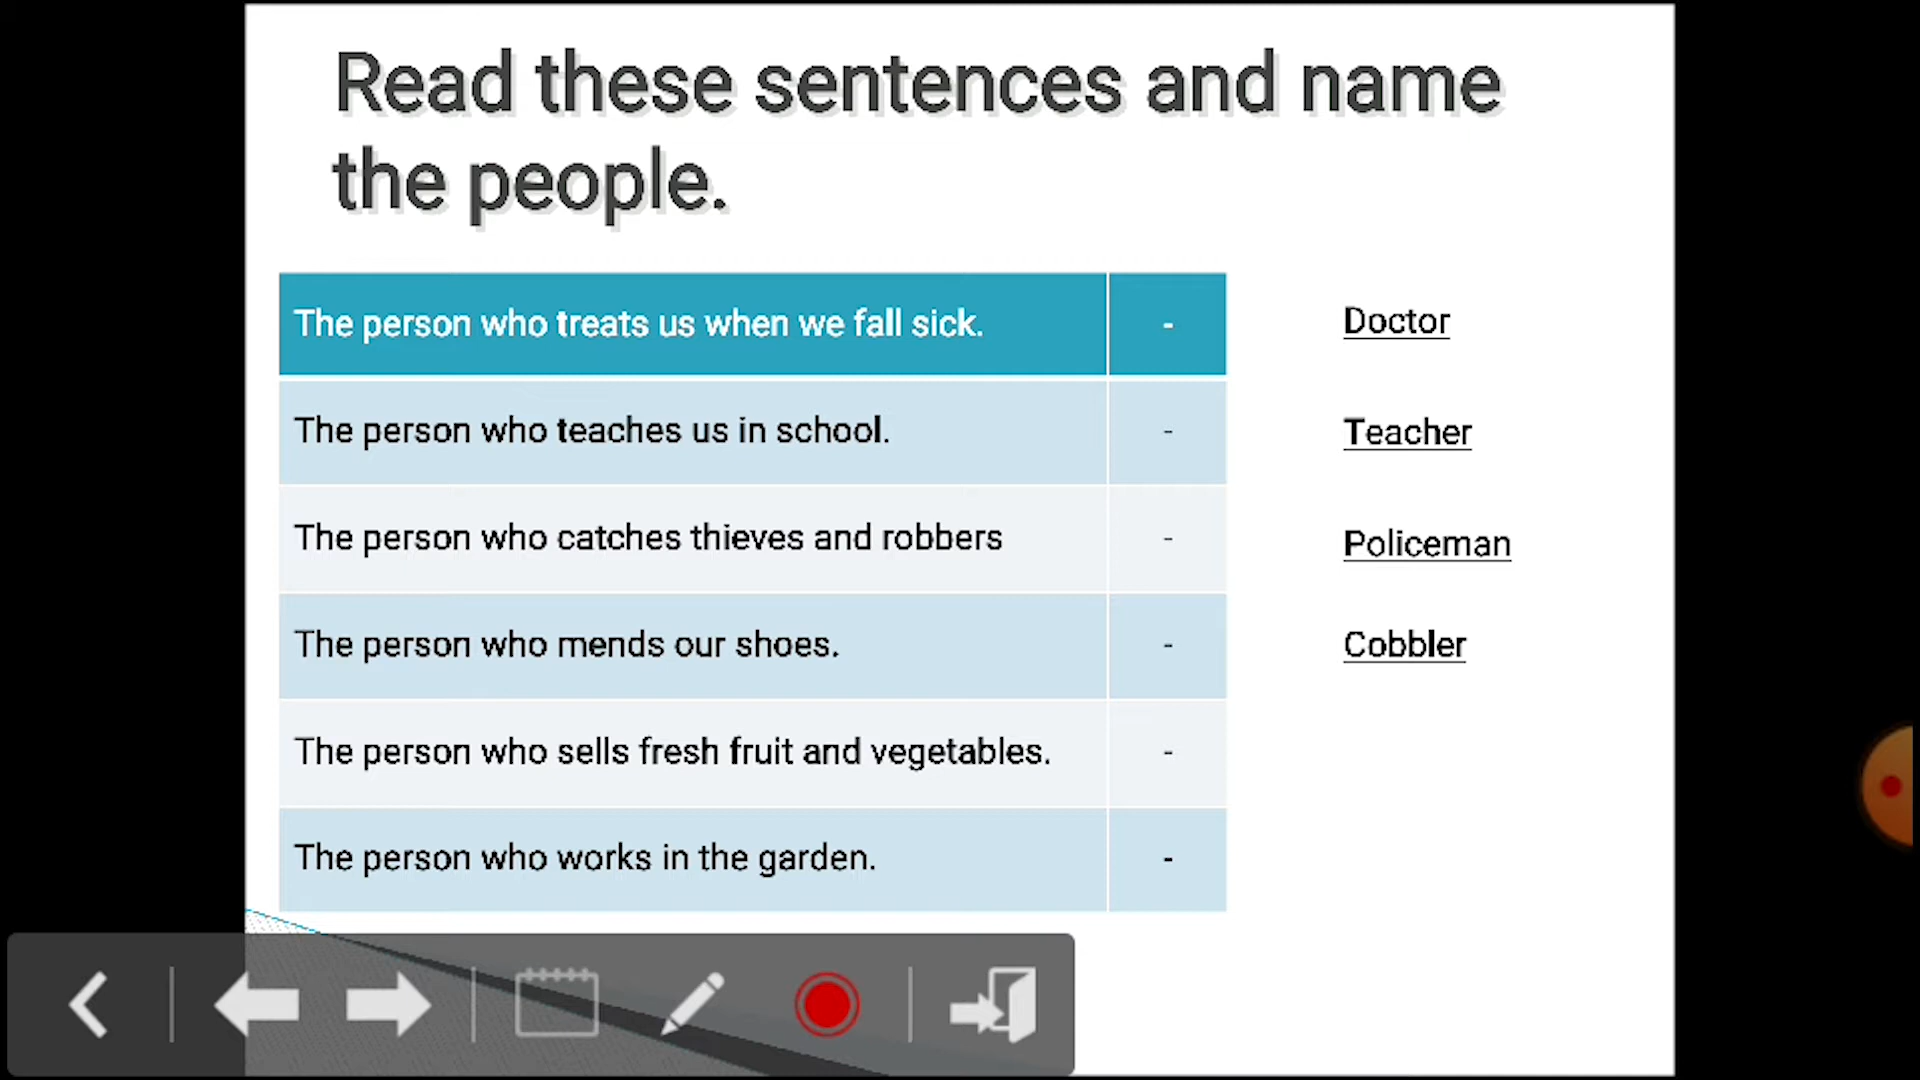 Read these sentences and name
the people.
The person who treats us when we fall sick. - Doctor
The person who teaches us in school. - Teacher
The person who catches thieves and robbers - Policeman
The person who mends our shoes. - Cobbler
The person who sells fresh fruit and vegetables. -
The person who works in the garden. -